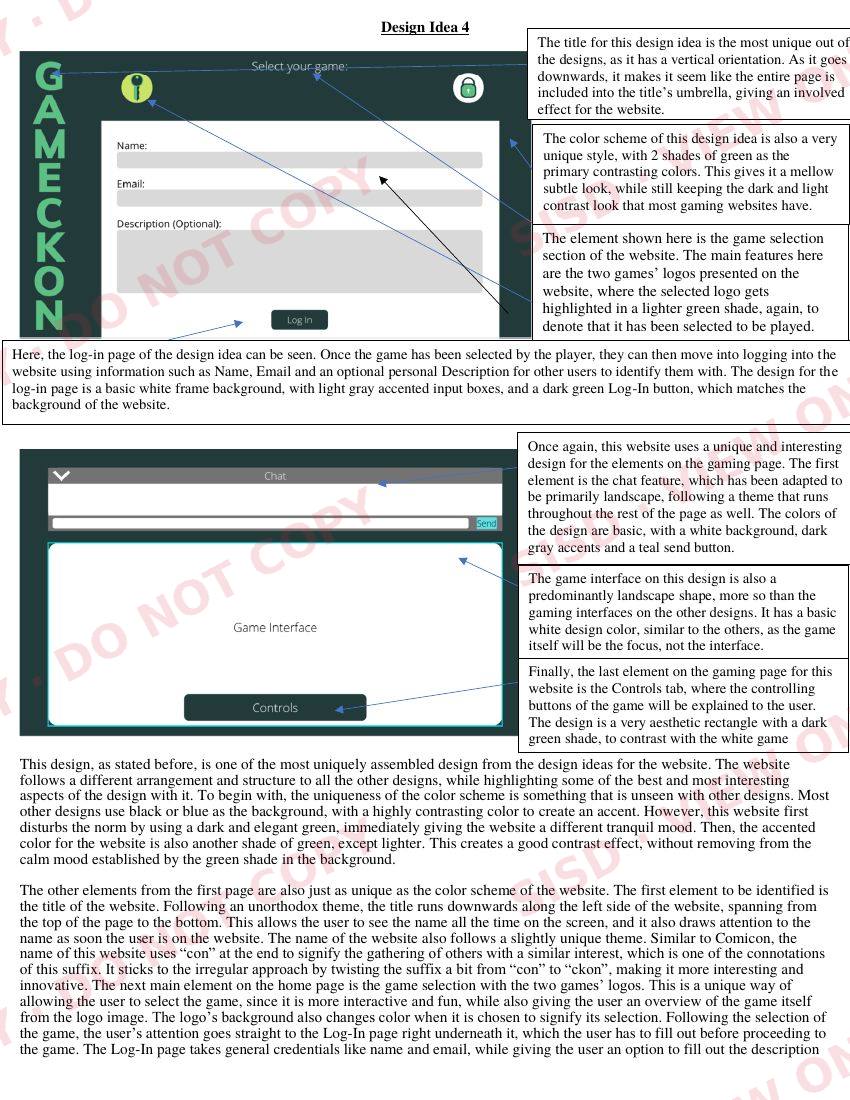 Design Idea 4
The title for this design idea is the most unique out of
the designs, as it has a vertical orientation. As it goes
downwards, it makes it seem like the entire page is
included into the title's umbrella, giving an involved
effect for the website.
GAMECKON
Select your game:
Name:
Email:
Description (Optional):
Log In
The color scheme of this design idea is also a very
unique style, with 2 shades of green as the
primary contrasting colors. This gives it a mellow
subtle look, while still keeping the dark and light
contrast look that most gaming websites have.
The element shown here is the game selection
section of the website. The main features here
are the two games' logos presented on the
website, where the selected logo gets
highlighted in a lighter green shade, again, to
denote that it has been selected to be played.
Here, the log-in page of the design idea can be seen. Once the game has been selected by the player, they can then move into logging into the
website using information such as Name, Email and an optional personal Description for other users to identify them with. The design for the
log-in page is a basic white frame background, with light gray accented input boxes, and a dark green Log-In button, which matches the
background of the website.
Chat
Send
Game Interface
Controls
Once again, this website uses a unique and interesting
design for the elements on the gaming page. The first
element is the chat feature, which has been adapted to
be primarily landscape, following a theme that runs
throughout the rest of the page as well. The colors of
the design are basic, with a white background, dark
gray accents and a teal send button.
The game interface on this design is also a
predominantly landscape shape, more so than the
gaming interfaces on the other designs. It has a basic
white design color, similar to the others, as the game
itself will be the focus, not the interface.
Finally, the last element on the gaming page for this
website is the Controls tab, where the controlling
buttons of the game will be explained to the user.
The design is a very aesthetic rectangle with a dark
green shade, to contrast with the white game
This design, as stated before, is one of the most uniquely assembled design from the design ideas for the website. The website
follows a different arrangement and structure to all the other designs, while highlighting some of the best and most interesting
aspects of the design with it. To begin with, the uniqueness of the color scheme is something that is unseen with other designs. Most
other designs use black or blue as the background, with a highly contrasting color to create an accent. However, this website first
disturbs the norm by using a dark and elegant green, immediately giving the website a different tranquil mood. Then, the accented
color for the website is also another shade of green, except lighter. This creates a good contrast effect, without removing from the
calm mood established by the green shade in the background.
The other elements from the first page are also just as unique as the color scheme of the website. The first element to be identified is
the title of the website. Following an unorthodox theme, the title runs downwards along the left side of the website, spanning from
the top of the page to the bottom. This allows the user to see the name all the time on the screen, and it also draws attention to the
name as soon the user is on the website. The name of the website also follows a slightly unique theme. Similar to Comicon, the
name of this website uses “con” at the end to signify the gathering of others with a similar interest, which is one of the connotations
of this suffix. It sticks to the irregular approach by twisting the suffix a bit from “con” to “ckon”, making it more interesting and
innovative. The next main element on the home page is the game selection with the two games' logos. This is a unique way of
allowing the user to select the game, since it is more interactive and fun, while also giving the user an overview of the game itself
from the logo image. The logo's background also changes color when it is chosen to signify its selection. Following the selection of
the game, the user's attention goes straight to the Log-In page right underneath it, which the user has to fill out before proceeding to
the game. The Log-In page takes general credentials like name and email, while giving the user an option to fill out the description
DO NOT COPY
SISD · VIEW ON
DO NOT COPY
SISD · VIEW ON
DO NOT COPY
SISD · VIEW ON